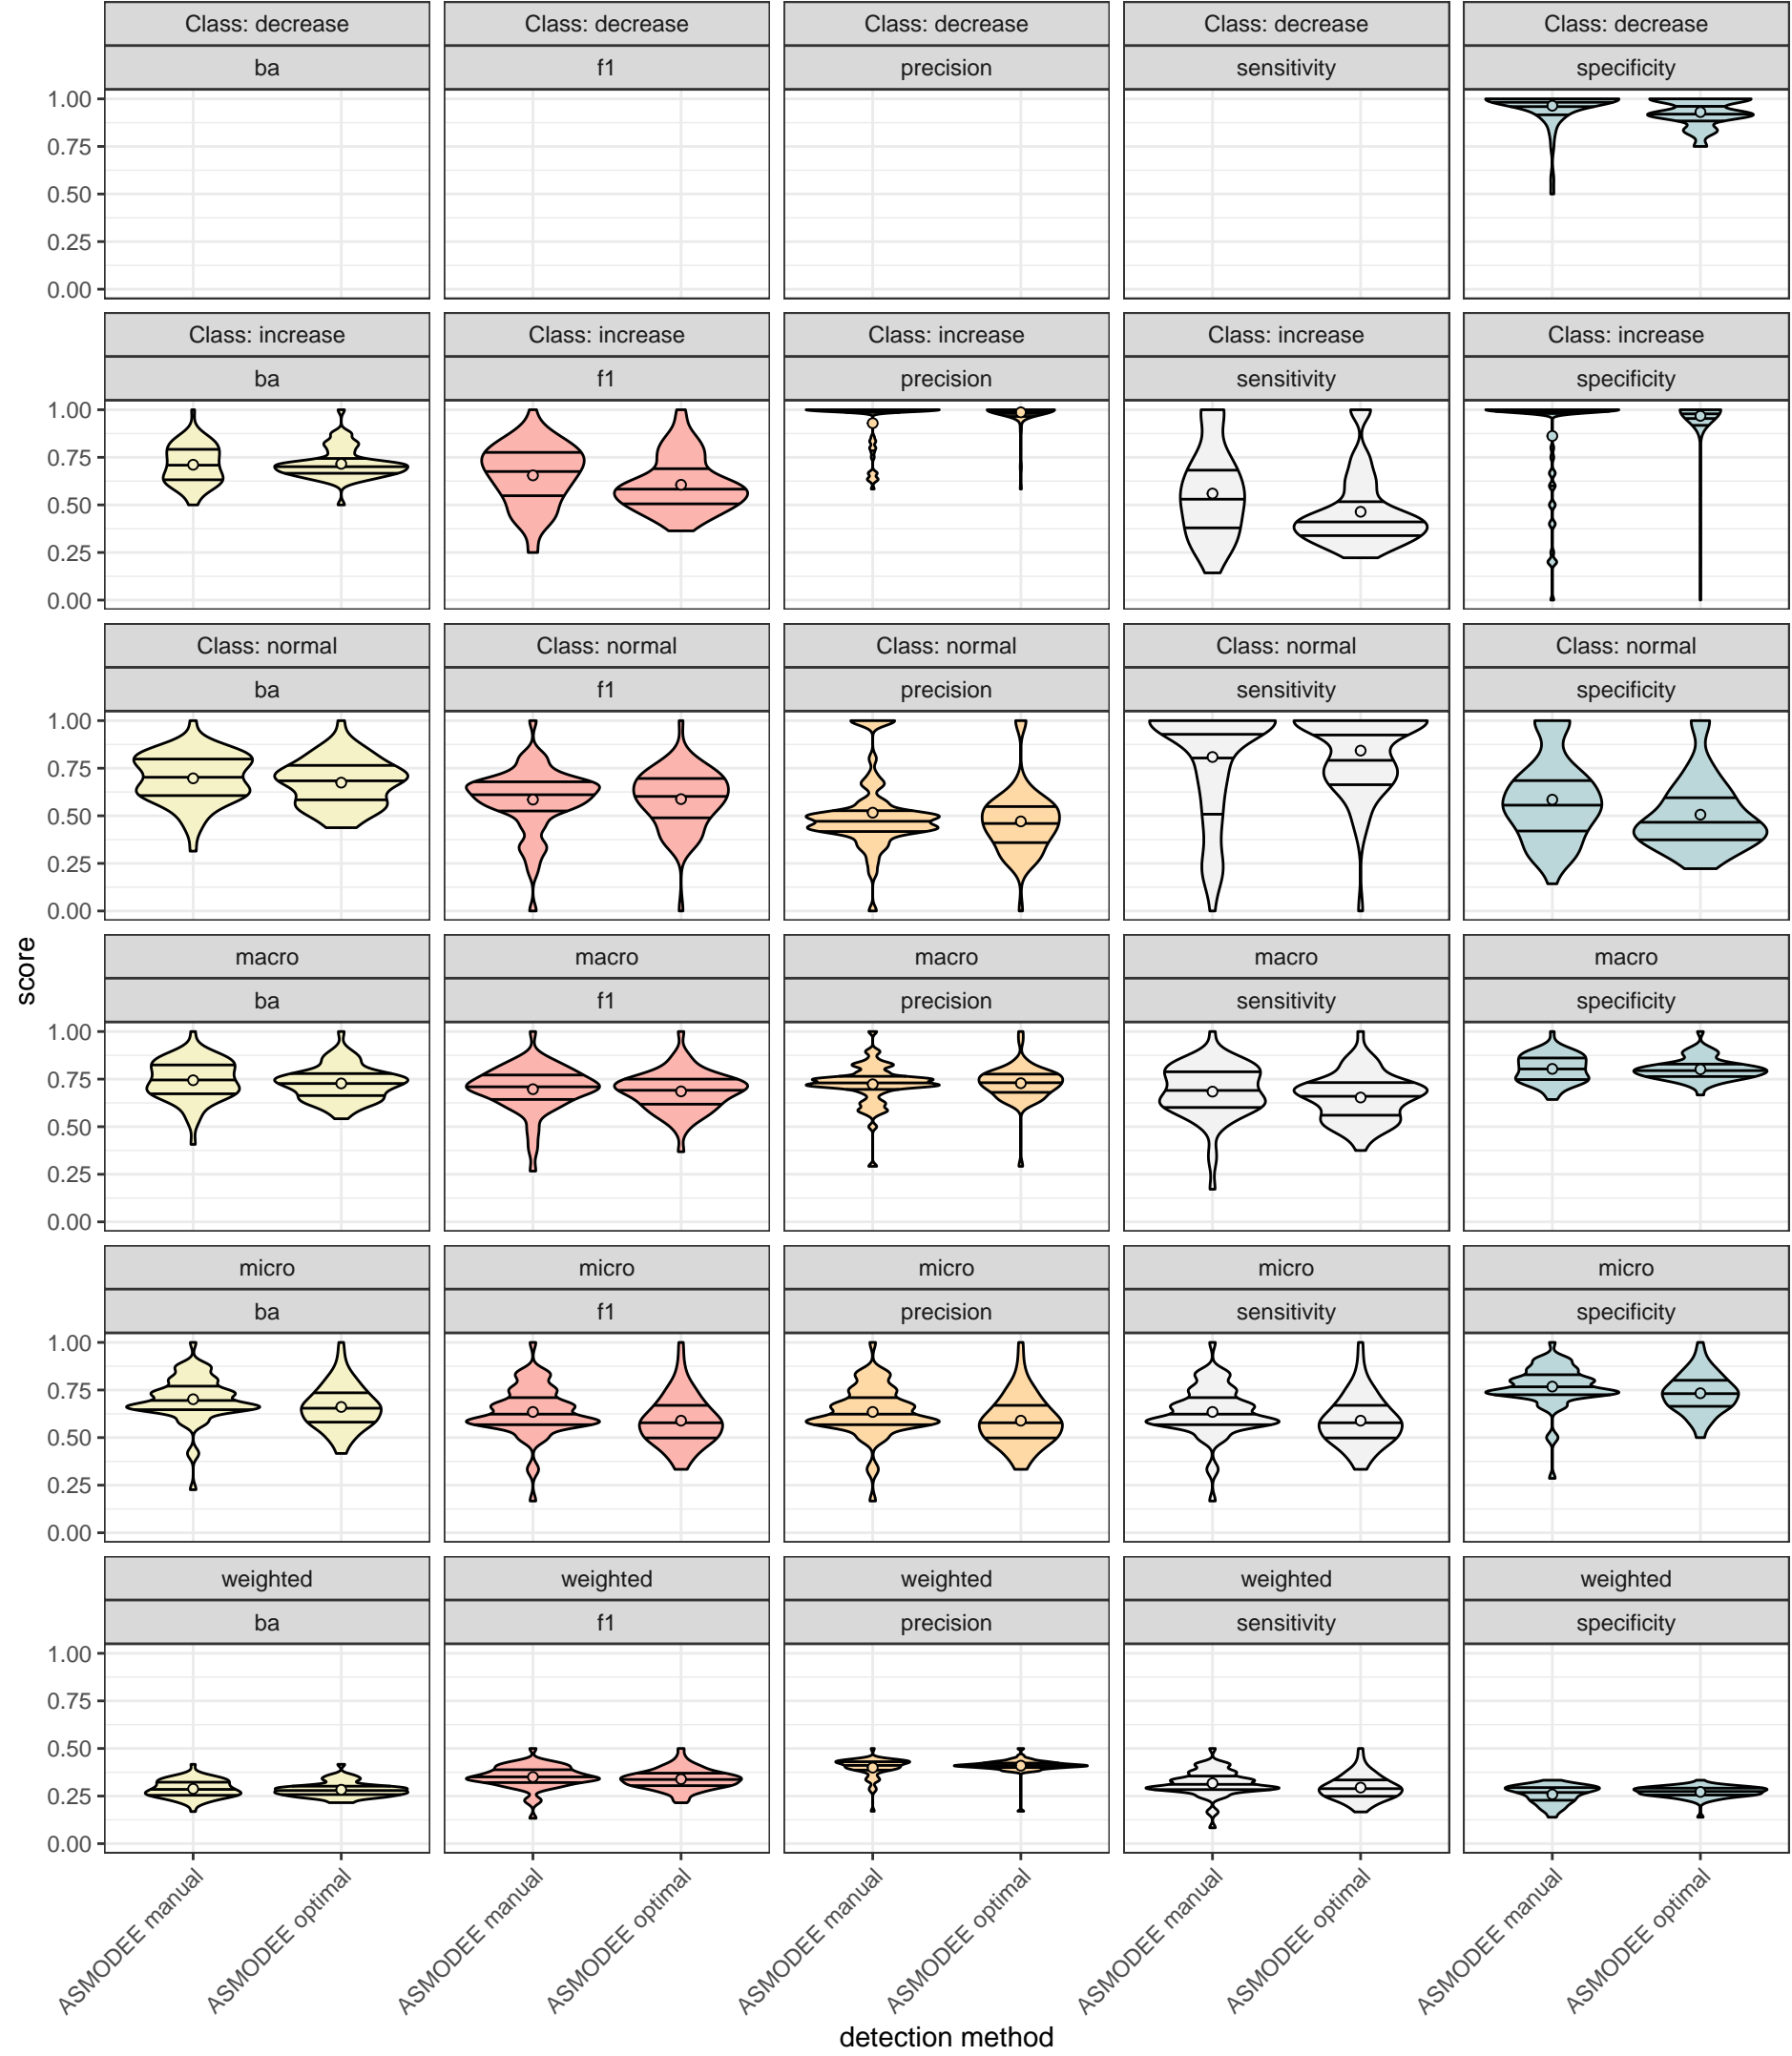 Class: decrease Class: decrease Class: decrease Class: decrease Class: decrease
ba f1 precision sensitivity specificity
1.00
0.75
0.50
0.25
0.00
Class: increase Class: increase Class: increase Class: increase Class: increase
ba f1 precision sensitivity specificity
1.00
0.75
0.50
0.25
0.00
Class: normal Class: normal Class: normal Class: normal Class: normal
ba f1 precision sensitivity specificity
1.00
0.75
0.50
0.25
0.00
score
macro macro macro macro macro
ba f1 precision sensitivity specificity
1.00
0.75
0.50
0.25
0.00
micro micro micro micro micro
ba f1 precision sensitivity specificity
1.00
0.75
0.50
0.25
0.00
weighted weighted weighted weighted weighted
ba f1 precision sensitivity specificity
1.00
0.75
0.50
0.25
0.00
ASMODEE manual
ASMODEE optimal
ASMODEE manual
ASMODEE optimal
ASMODEE manual
ASMODEE optimal
ASMODEE manual
ASMODEE optimal
ASMODEE manual
ASMODEE optimal
detection method